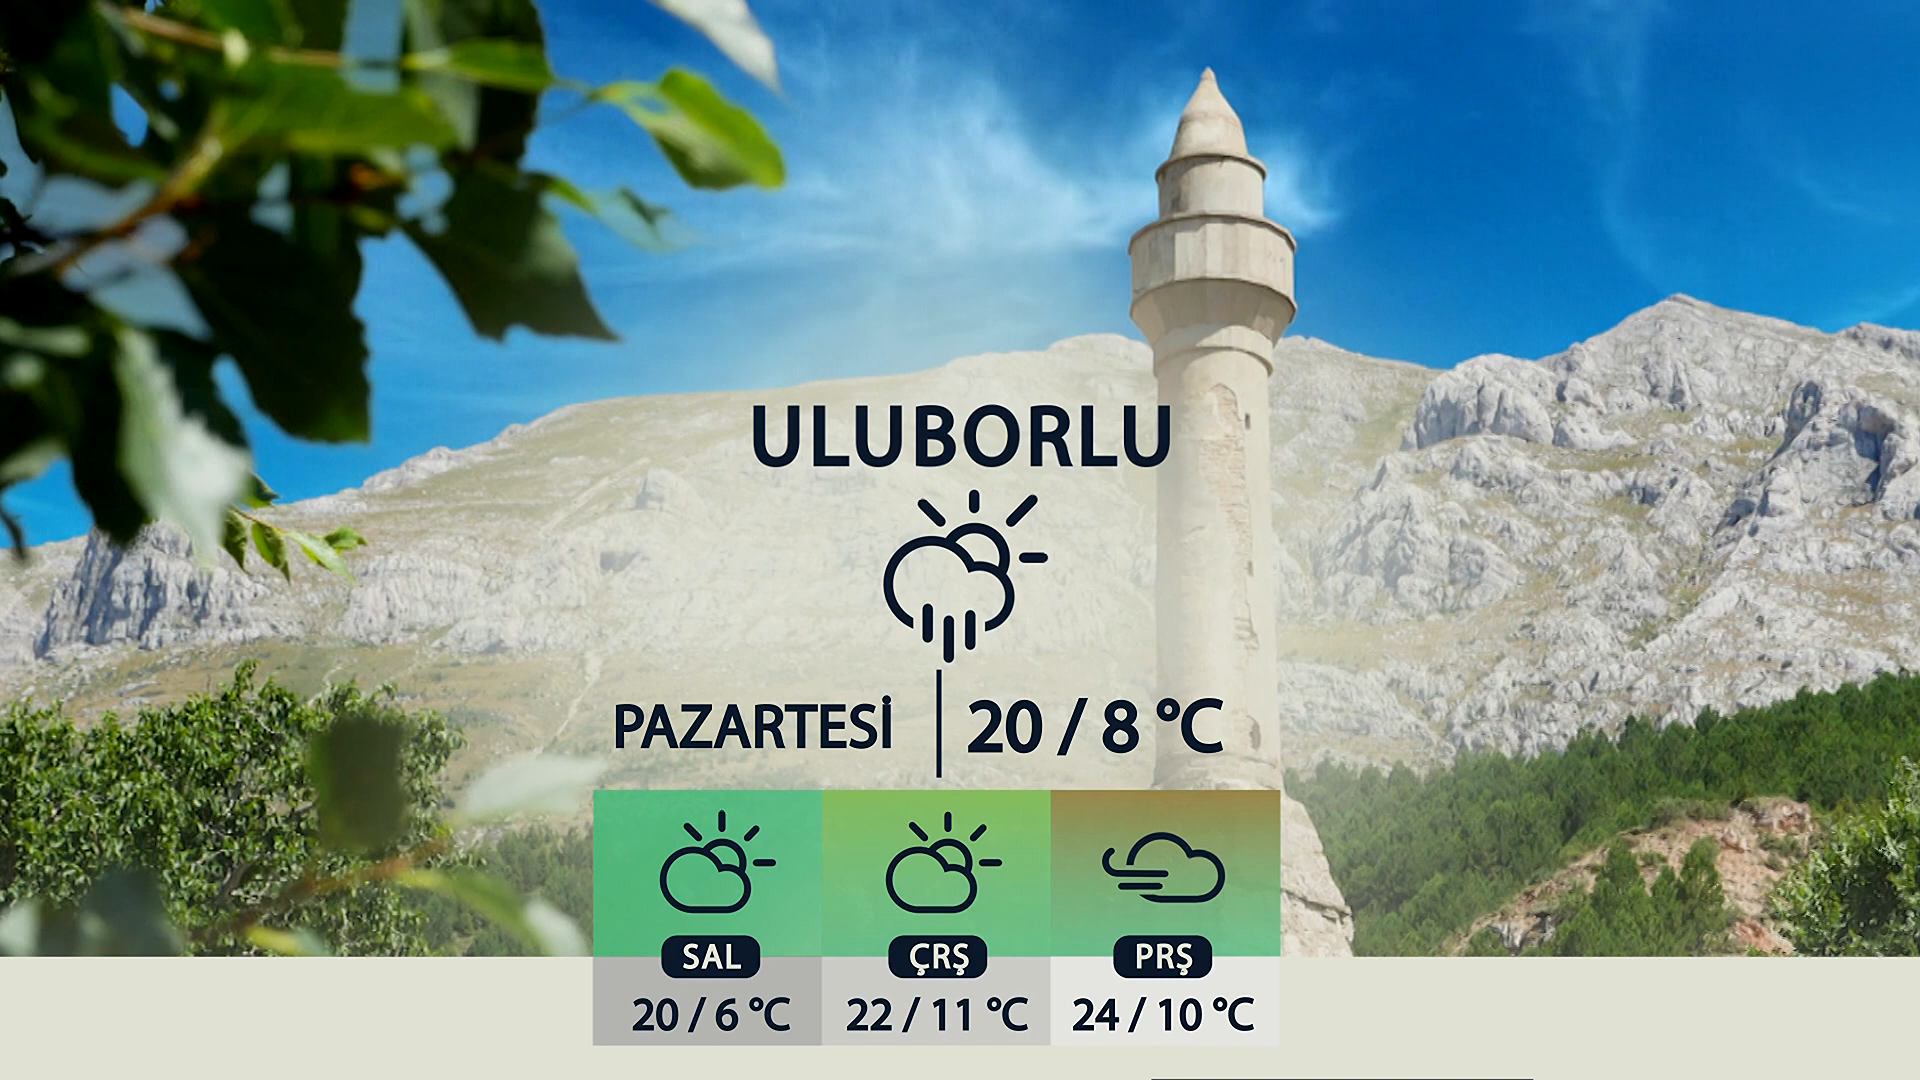 ULUBORLU
PAZARTESİ
20 / 8 °C
SAL
ÇRŞ
PRŞ
20 / 6 °C
22 / 11 °C
24 / 10 °C